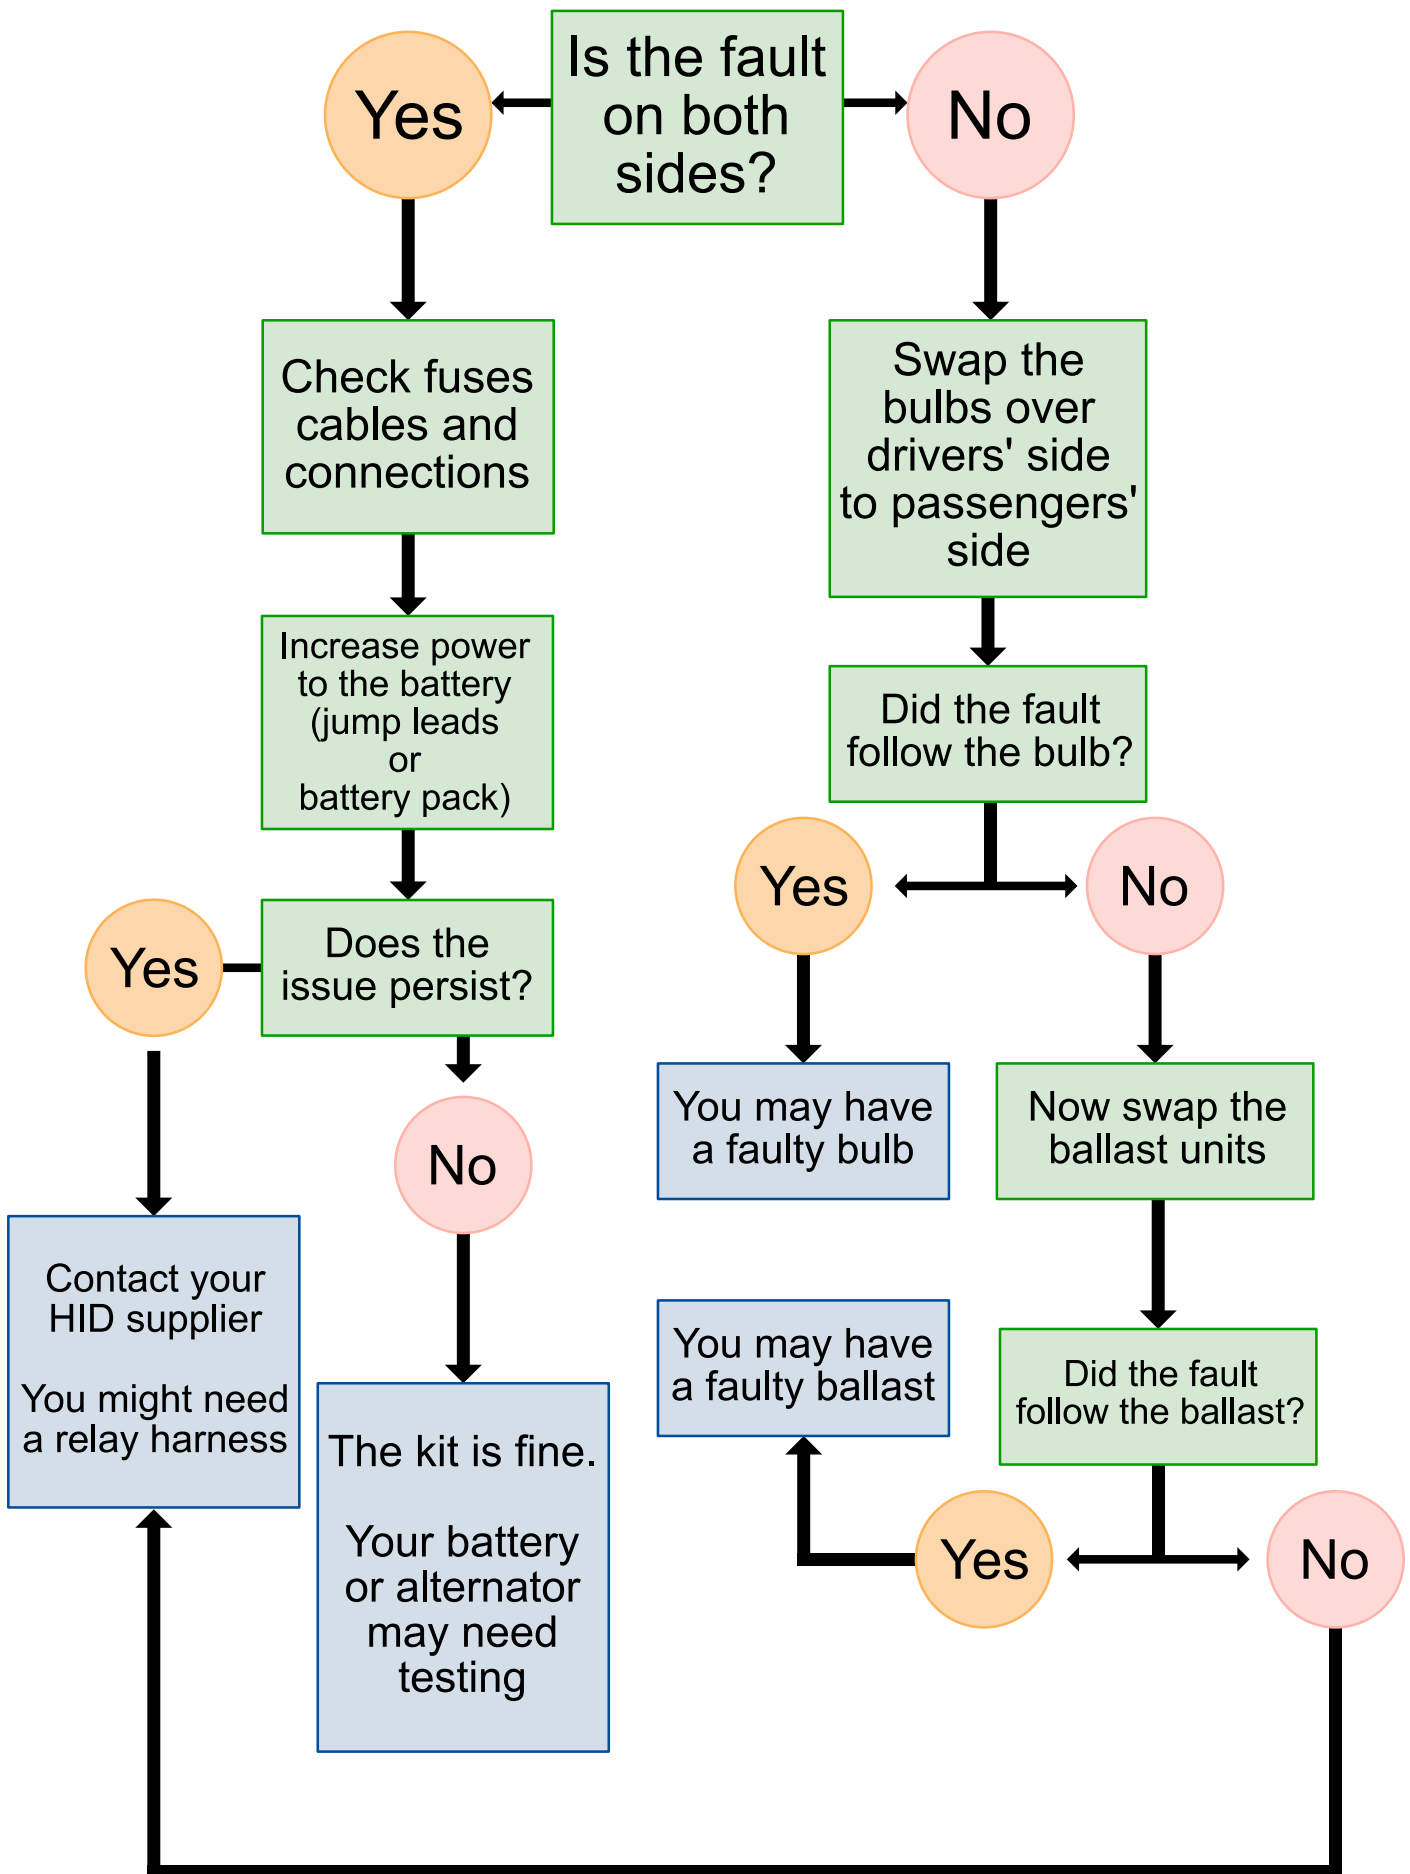 Is the fault
on both
sides?
Yes
No
Check fuses
cables and
connections
Swap the
bulbs over
drivers' side
to passengers'
side
Increase power
to the battery
(jump leads
or
battery pack)
Did the fault
follow the bulb?
Yes
No
Does the
issue persist?
Yes
No
You may have
a faulty bulb
Now swap the
ballast units
Contact your
HID supplier
You might need
a relay harness
The kit is fine.
Your battery
or alternator
may need
testing
You may have
a faulty ballast
Did the fault
follow the ballast?
Yes
No